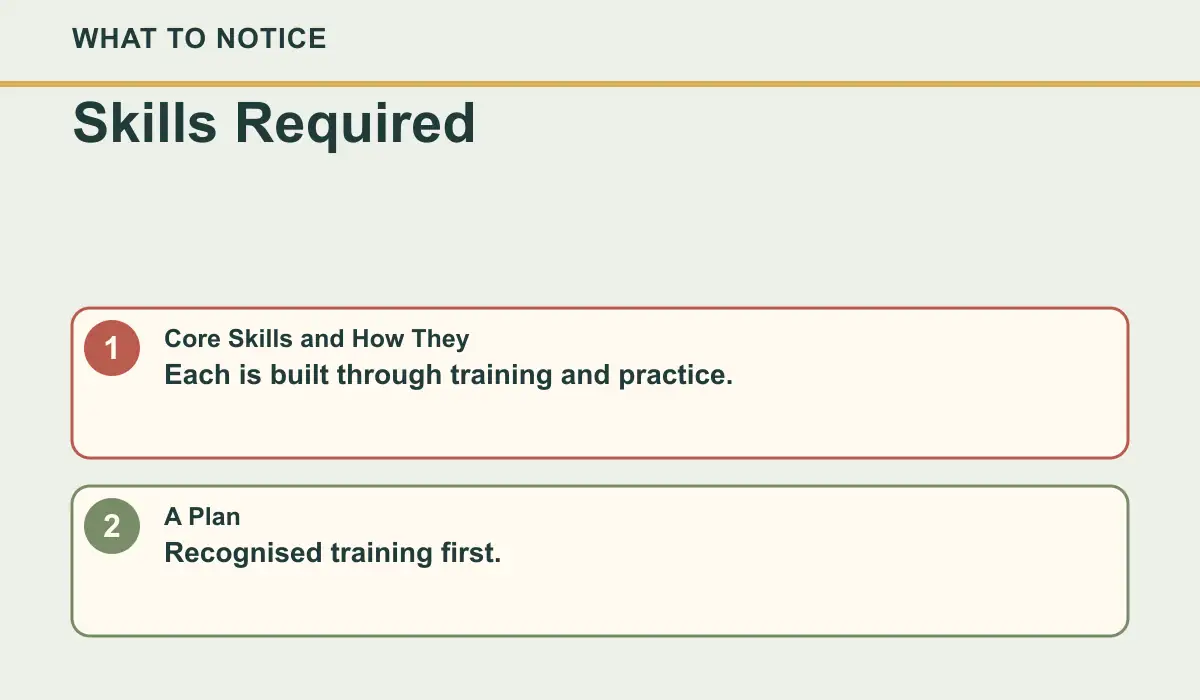 WHAT TO NOTICE
Skills Required
1
Core Skills and How They
Each is built through training and practice.
2
A Plan
Recognised training first.